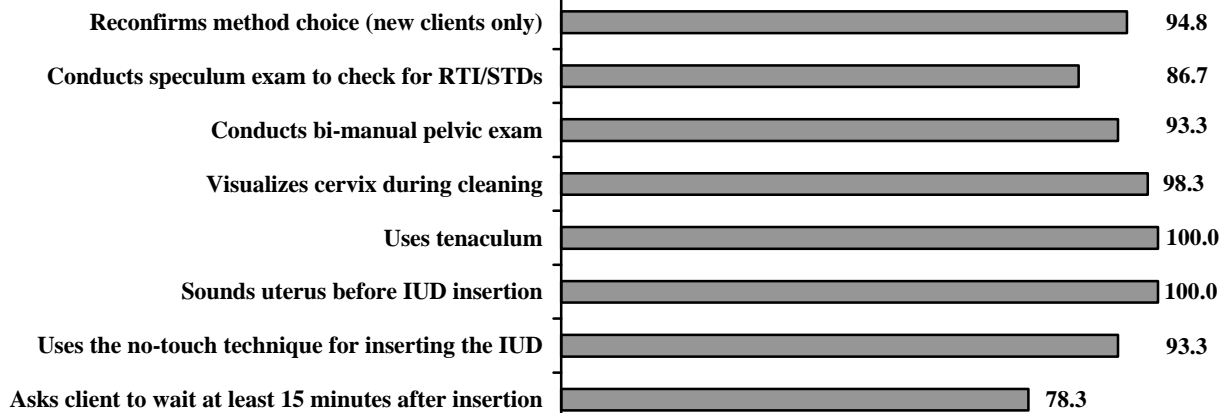 Reconfirms method choice (new clients only) 94.8
Conducts speculum exam to check for RTI/STDs 86.7
Conducts bi-manual pelvic exam 93.3
Visualizes cervix during cleaning 98.3
Uses tenaculum 100.0
Sounds uterus before IUD insertion 100.0
Uses the no-touch technique for inserting the IUD 93.3
Asks client to wait at least 15 minutes after insertion 78.3